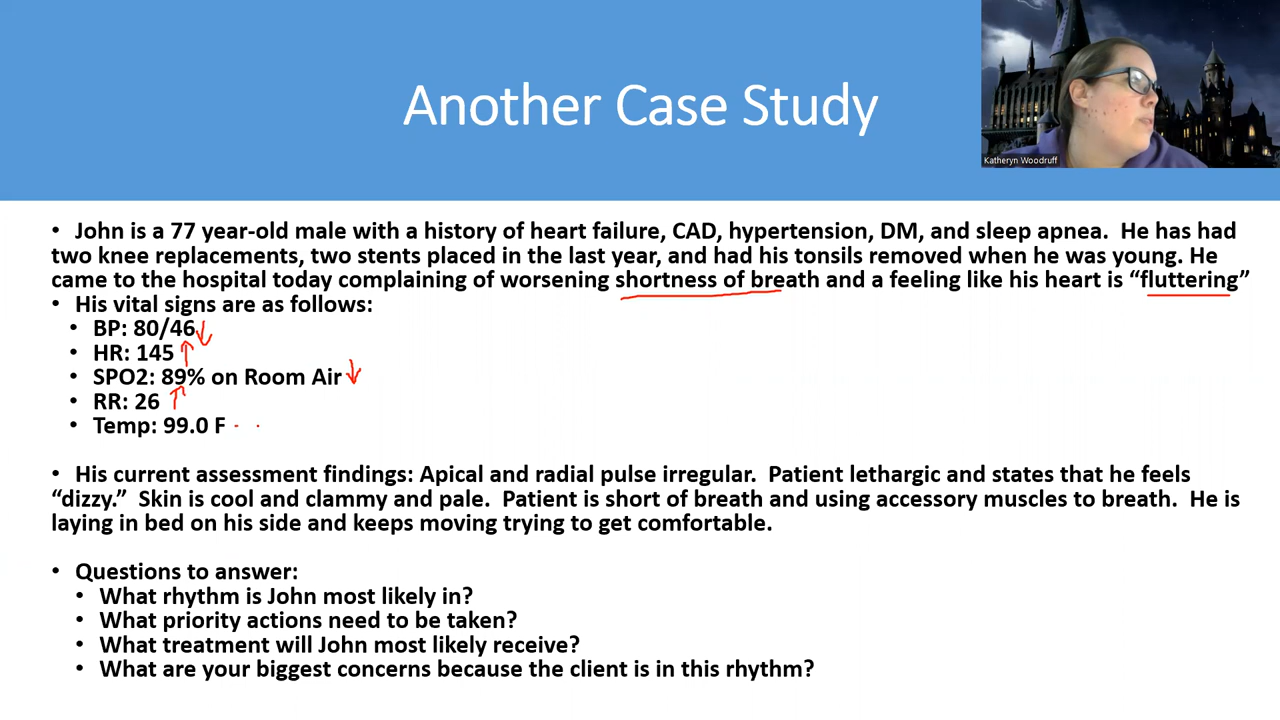 Another Case Study
Katheryn Woodruff
• John is a 77 year-old male with a history of heart failure, CAD, hypertension, DM, and sleep apnea.  He has had
two knee replacements, two stents placed in the last year, and had his tonsils removed when he was young. He
came to the hospital today complaining of worsening shortness of breath and a feeling like his heart is “fluttering”
• His vital signs are as follows:
• BP: 80/46
• HR: 145
• SPO2: 89% on Room Air
• RR: 26
• Temp: 99.0 F
• His current assessment findings: Apical and radial pulse irregular.  Patient lethargic and states that he feels
“dizzy.”  Skin is cool and clammy and pale.  Patient is short of breath and using accessory muscles to breath.  He is
laying in bed on his side and keeps moving trying to get comfortable.
• Questions to answer:
• What rhythm is John most likely in?
• What priority actions need to be taken?
• What treatment will John most likely receive?
• What are your biggest concerns because the client is in this rhythm?